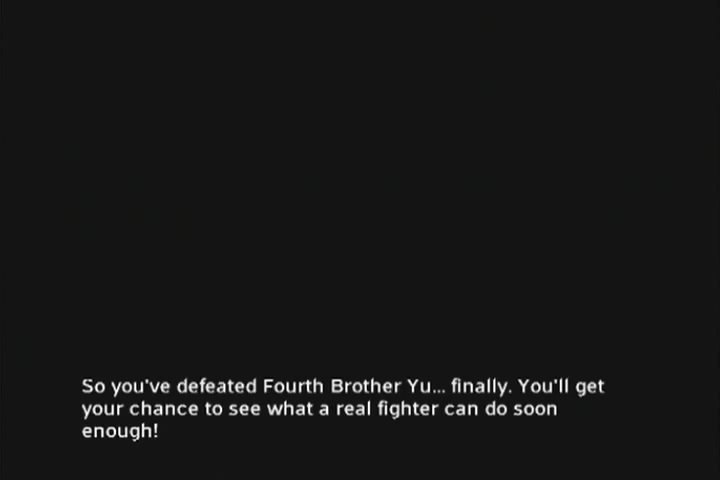 So you've defeated Fourth Brother Yu... finally. You'll get
your chance to see what a real fighter can do soon
enough!